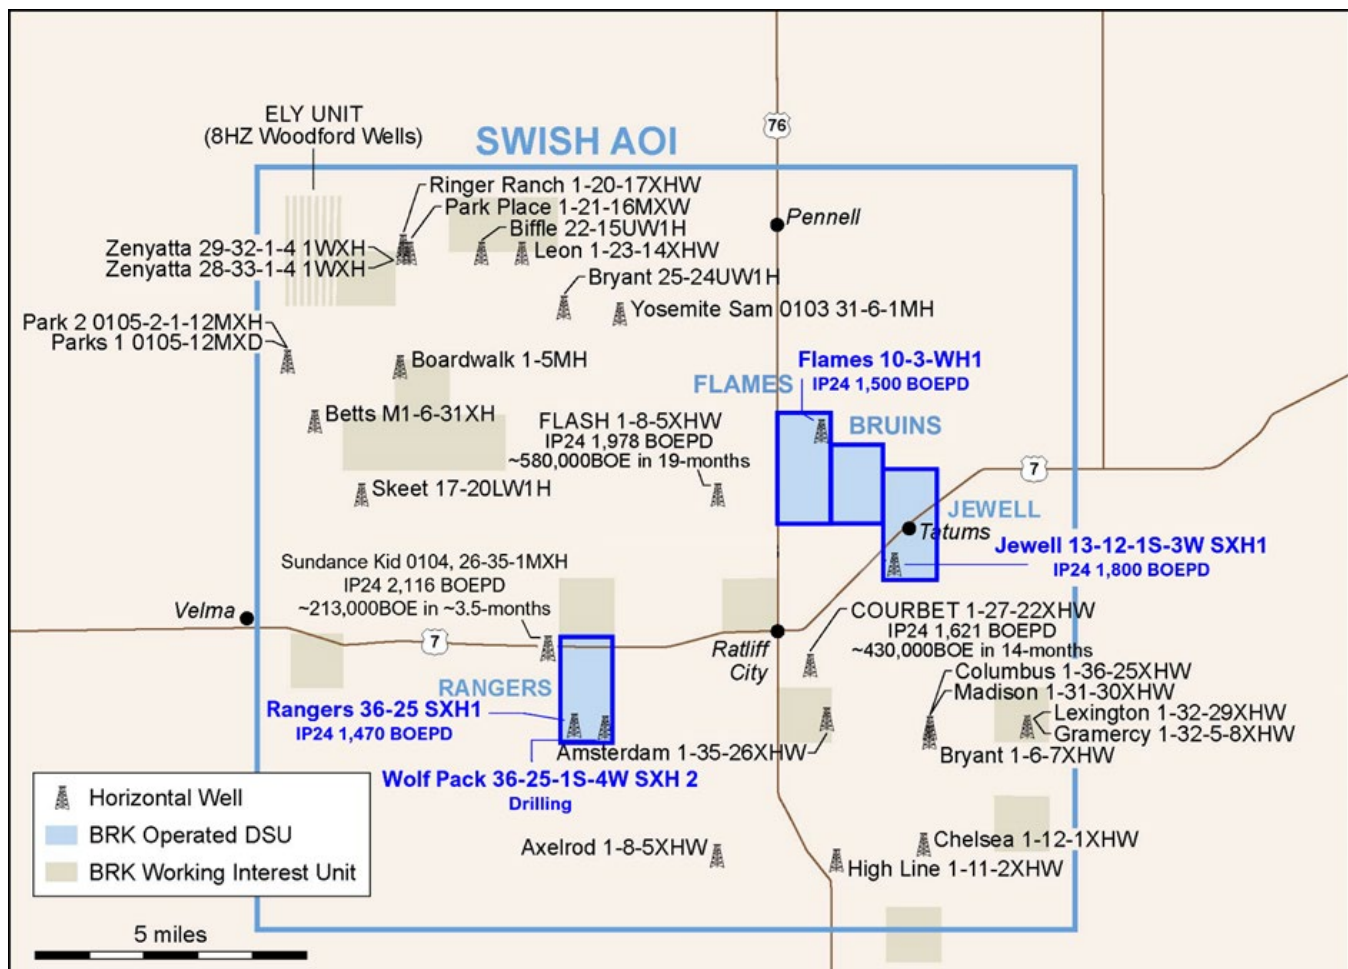 ELY UNIT
(8HZ Woodford Wells)
SWISH AOI
76
Ringer Ranch 1-20-17XHW
Park Place 1-21-16MXW
Biffle 22-15UW1H
Leon 1-23-14XHW
Zenyatta 29-32-1-4 1WXH
Zenyatta 28-33-1-4 1WXH
Pennell
Bryant 25-24UW1H
Yosemite Sam 0103 31-6-1MH
Park 2 0105-2-1-12MXH
Parks 1 0105-12MXD
Boardwalk 1-5MH
Flames 10-3-WH1
IP24 1,500 BOEPD
FLAMES
Betts M1-6-31XH
FLASH 1-8-5XHW
IP24 1,978 BOEPD
~580,000BOE in 19-months
BRUINS
7
Skeet 17-20LW1H
JEWELL
Tatums
Jewell 13-12-1S-3W SXH1
IP24 1,800 BOEPD
Sundance Kid 0104, 26-35-1MXH
IP24 2,116 BOEPD
~213,000BOE in ~3.5-months
Velma
7
COURBET 1-27-22XHW
IP24 1,621 BOEPD
~430,000BOE in 14-months
Ratliff
City
Columbus 1-36-25XHW
Madison 1-31-30XHW
RANGERS
Rangers 36-25 SXH1
IP24 1,470 BOEPD
Lexington 1-32-29XHW
Gramercy 1-32-5-8XHW
Amsterdam 1-35-26XHW
Bryant 1-6-7XHW
Wolf Pack 36-25-1S-4W SXH 2
Drilling
Horizontal Well
BRK Operated DSU
BRK Working Interest Unit
Axelrod 1-8-5XHW
Chelsea 1-12-1XHW
High Line 1-11-2XHW
5 miles